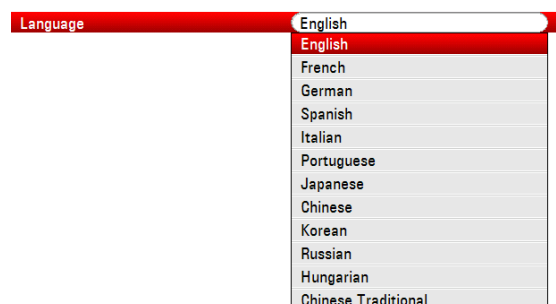 Language English
English
French
German
Spanish
Italian
Portuguese
Japanese
Chinese
Korean
Russian
Hungarian
Chinese Traditional